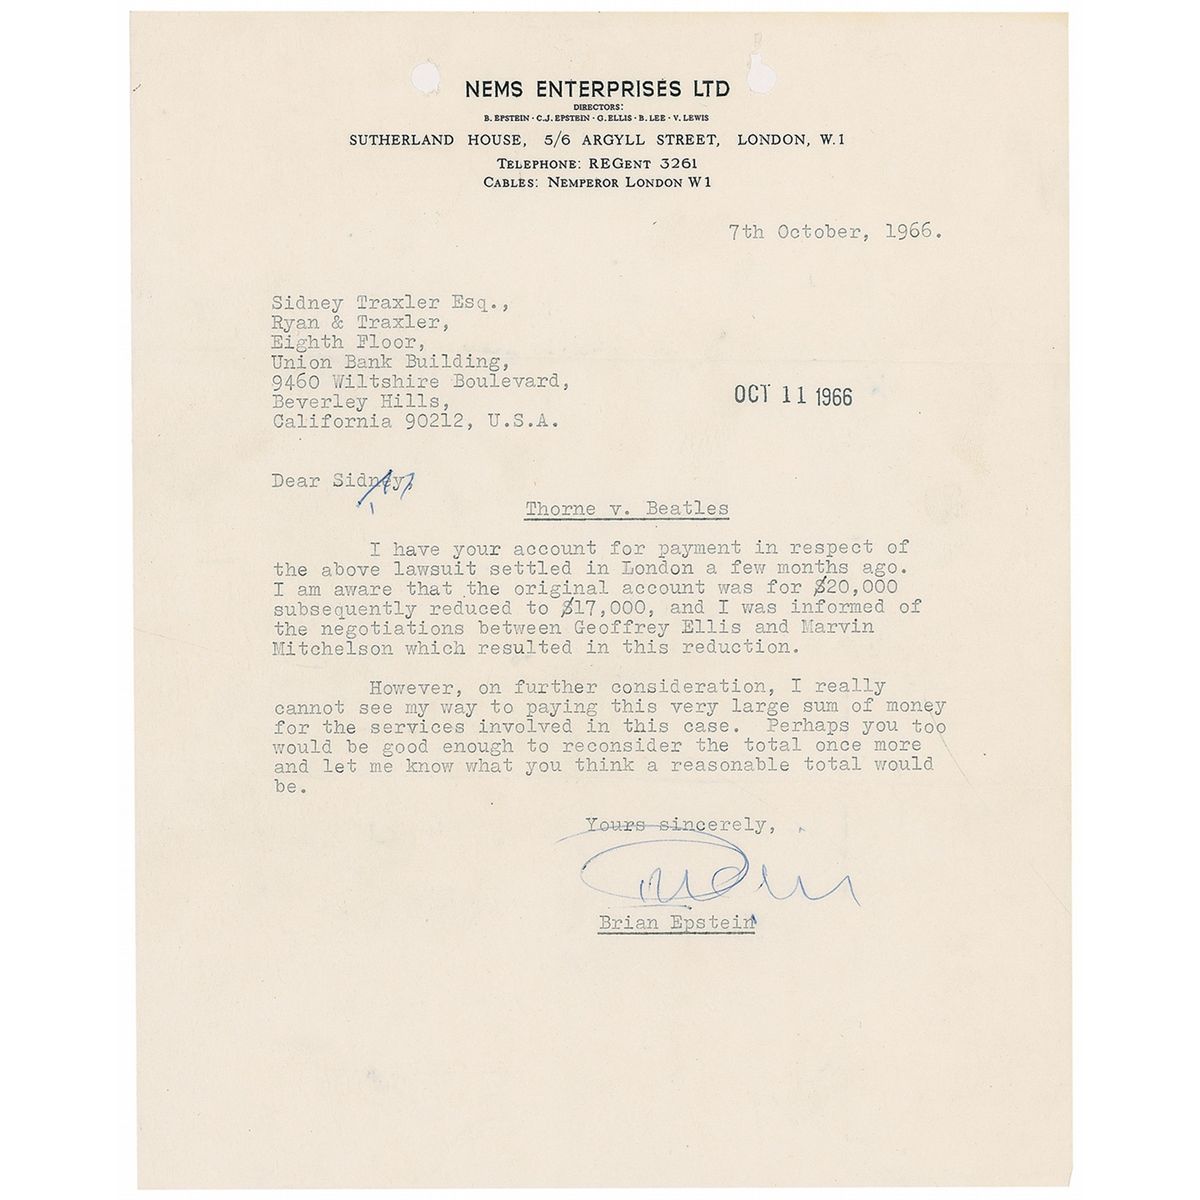 NEMS ENTERPRISES LTD
DIRECTORS:
B. EPSTEIN · C.J. EPSTEIN · G. ELLIS · B. LEE · V. LEWIS
SUTHERLAND HOUSE, 5/6 ARGYLL STREET, LONDON, W.1
TELEPHONE: REGENT 3261
CABLES: NEMPEROR LONDON W1
7th October, 1966.
Sidney Traxler Esq.,
Ryan & Traxler,
Eighth Floor,
Union Bank Building,
9460 Wiltshire Boulevard,
Beverley Hills,
California 90212, U.S.A.
OCT 11 1966
Dear Sidney,
Thorne v. Beatles
I have your account for payment in respect of
the above lawsuit settled in London a few months ago.
I am aware that the original account was for $20,000
subsequently reduced to $17,000, and I was informed of
the negotiations between Geoffrey Ellis and Marvin
Mitchelson which resulted in this reduction.
However, on further consideration, I really
cannot see my way to paying this very large sum of money
for the services involved in this case. Perhaps you too
would be good enough to reconsider the total once more
and let me know what you think a reasonable total would
be.
Yours sincerely,
Brian Epstein